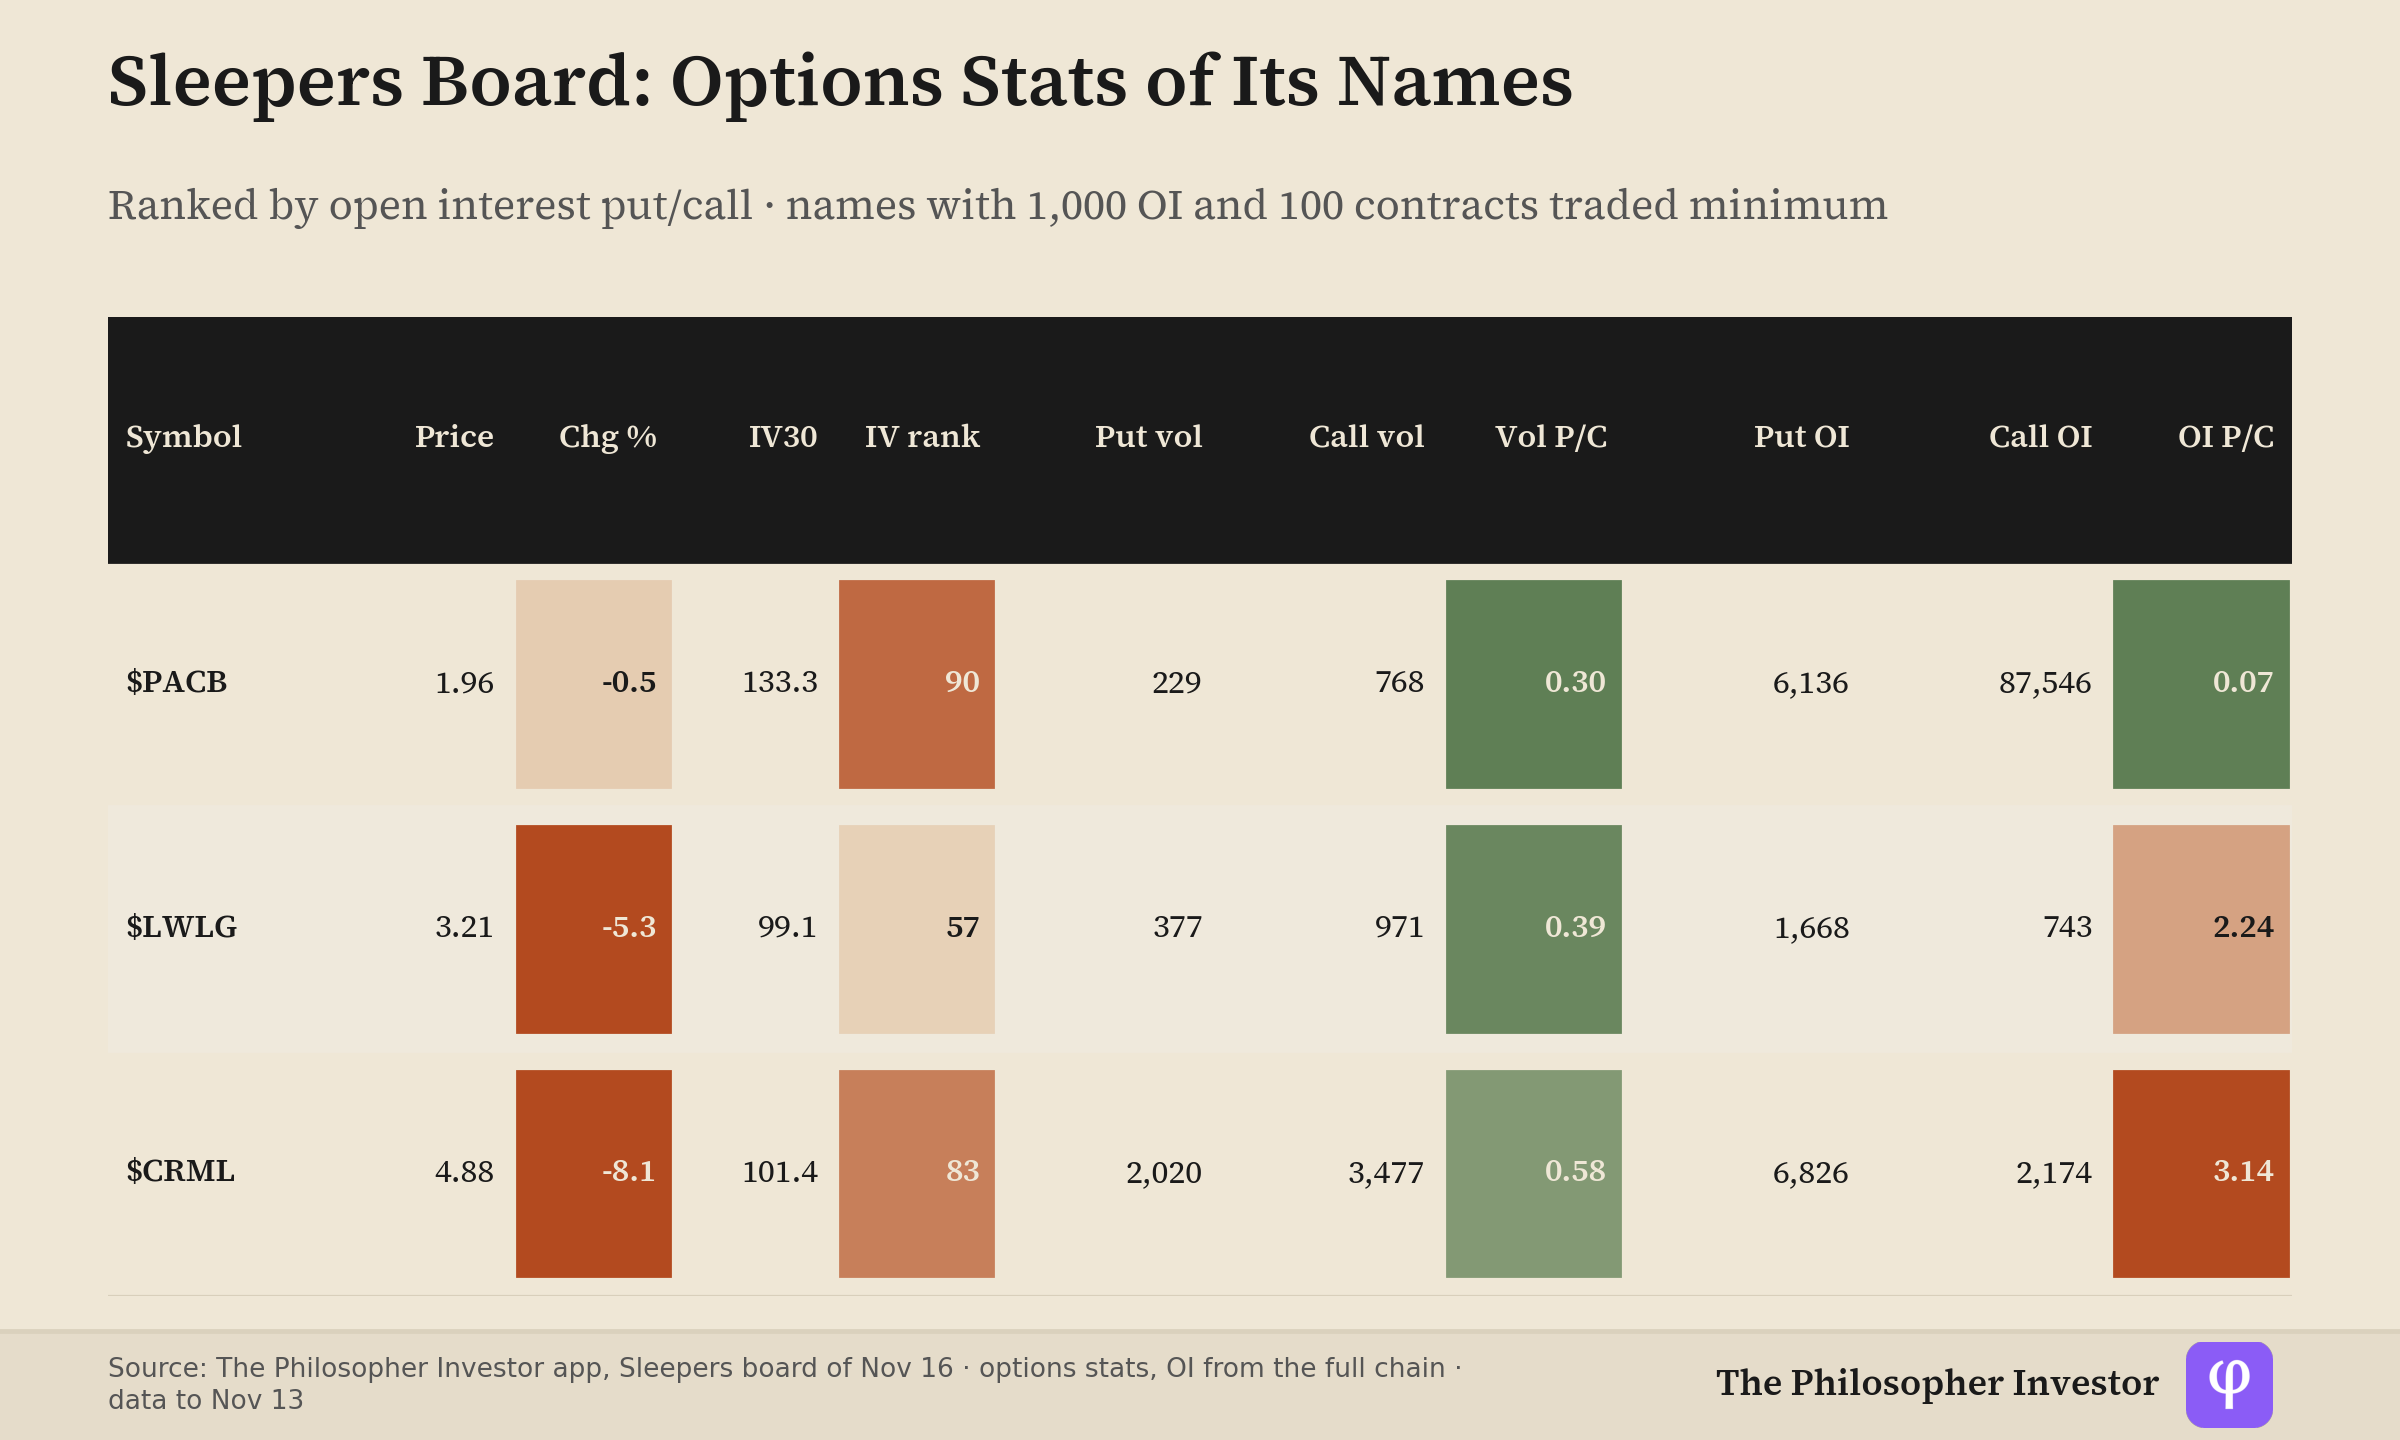 Sleepers Board: Options Stats of Its Names
Ranked by open interest put/call · names with 1,000 OI and 100 contracts traded minimum
Symbol Price Chg % IV30 IV rank Put vol Call vol Vol P/C Put OI Call OI OI P/C
$PACB 1.96 -0.5 133.3 90 229 768 0.30 6,136 87,546 0.07
$LWLG 3.21 -5.3 99.1 57 377 971 0.39 1,668 743 2.24
$CRML 4.88 -8.1 101.4 83 2,020 3,477 0.58 6,826 2,174 3.14
Source: The Philosopher Investor app, Sleepers board of Nov 16 · options stats, OI from the full chain ·
data to Nov 13
The Philosopher Investor φ